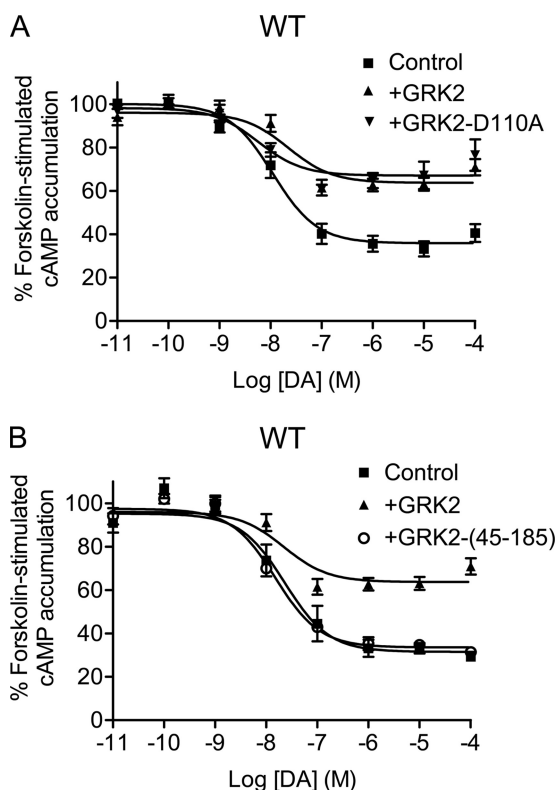 A
WT
Control
+GRK2
+GRK2-D110A
% Forskolin-stimulated
cAMP accumulation
100
80
60
40
20
0
-11 -10 -9 -8 -7 -6 -5 -4
Log [DA] (M)
B
WT
Control
+GRK2
+GRK2-(45-185)
% Forskolin-stimulated
cAMP accumulation
100
80
60
40
20
0
-11 -10 -9 -8 -7 -6 -5 -4
Log [DA] (M)